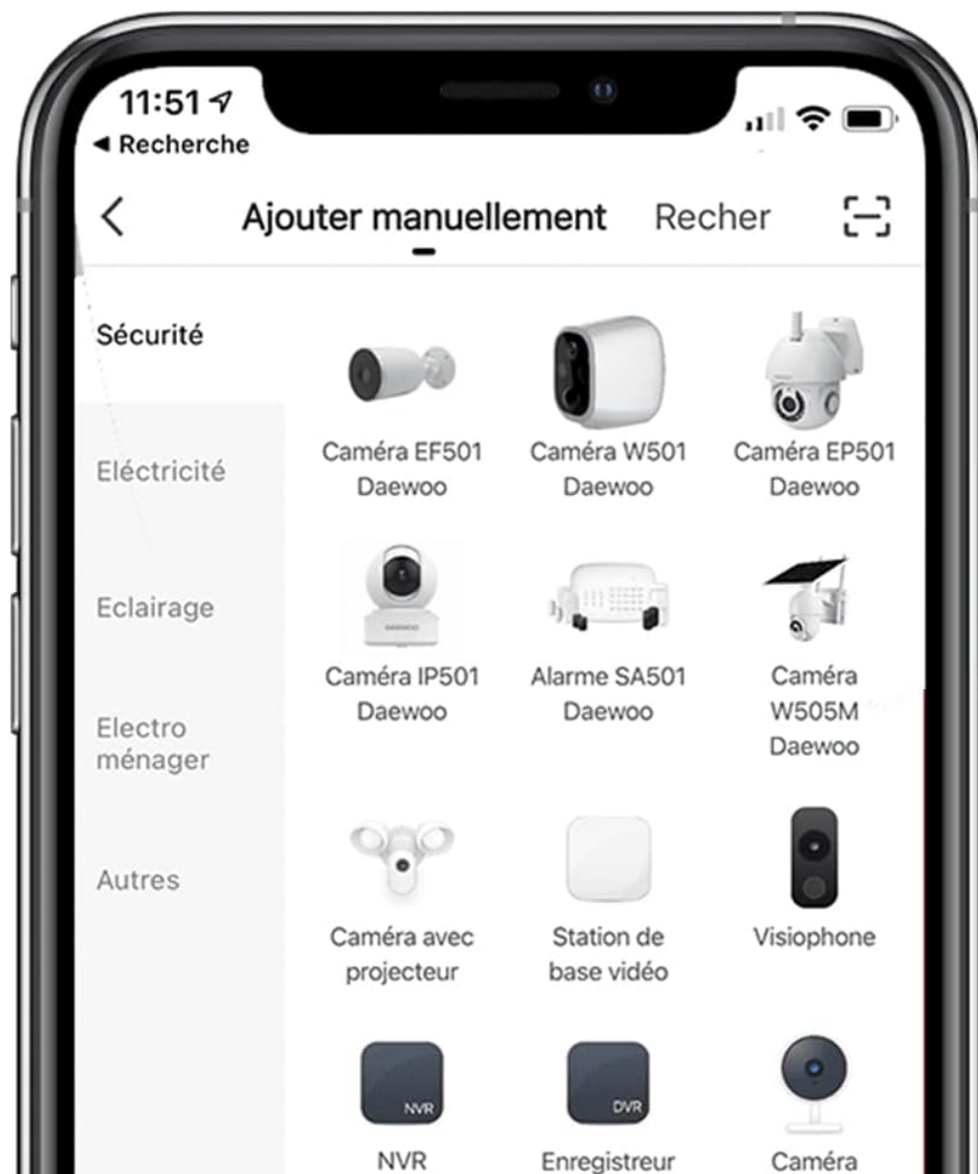 11:51
Recherche
Ajouter manuellement Recher
Sécurité
Eléctricité
Eclairage
Electro
ménager
Autres
Caméra EF501
Daewoo
Caméra W501
Daewoo
Caméra EP501
Daewoo
Caméra IP501
Daewoo
Alarme SA501
Daewoo
Caméra
W505M
Daewoo
Caméra avec
projecteur
Station de
base vidéo
Visiophone
NVR
NVR
DVR
Enregistreur
Caméra